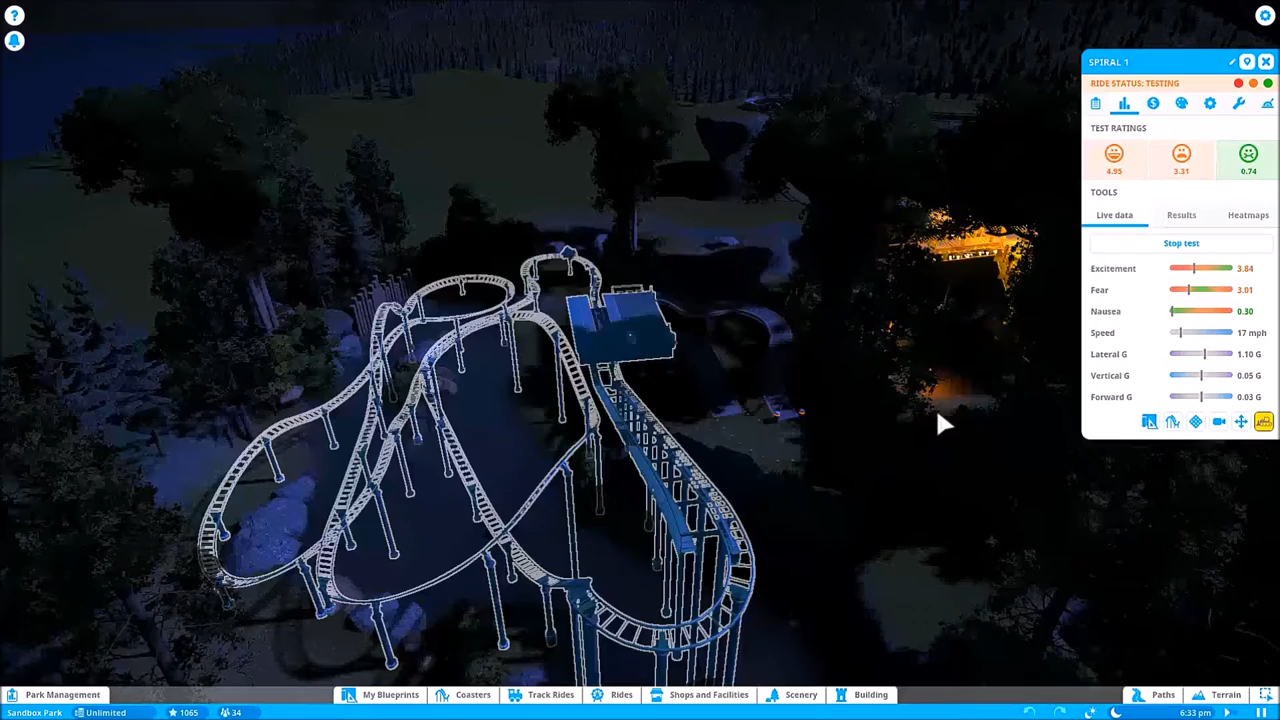 ?
SPIRAL 1
RIDE STATUS: TESTING
TEST RATINGS
4.95 3.31 0.74
TOOLS
Live data Results Heatmaps
Stop test
Excitement 3.84
Fear 3.01
Nausea 0.30
Speed 17 mph
Lateral G 1.10 G
Vertical G 0.05 G
Forward G 0.03 G
Park Management My Blueprints Coasters Track Rides Rides Shops and Facilities Scenery Building Paths Terrain
Sandbox Park Unlimited 1065 34 6:33 pm